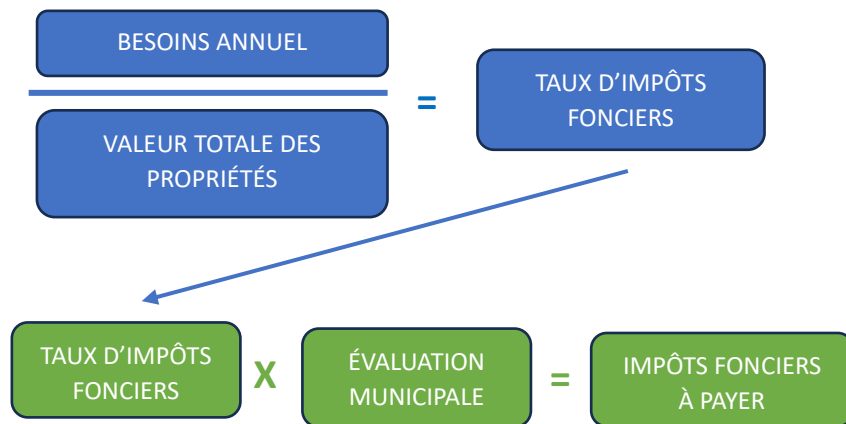 BESOINS ANNUEL
=
TAUX D'IMPÔTS
FONCIERS
VALEUR TOTALE DES
PROPRIÉTÉS
TAUX D'IMPÔTS
FONCIERS
X
ÉVALUATION
MUNICIPALE
=
IMPÔTS FONCIERS
À PAYER